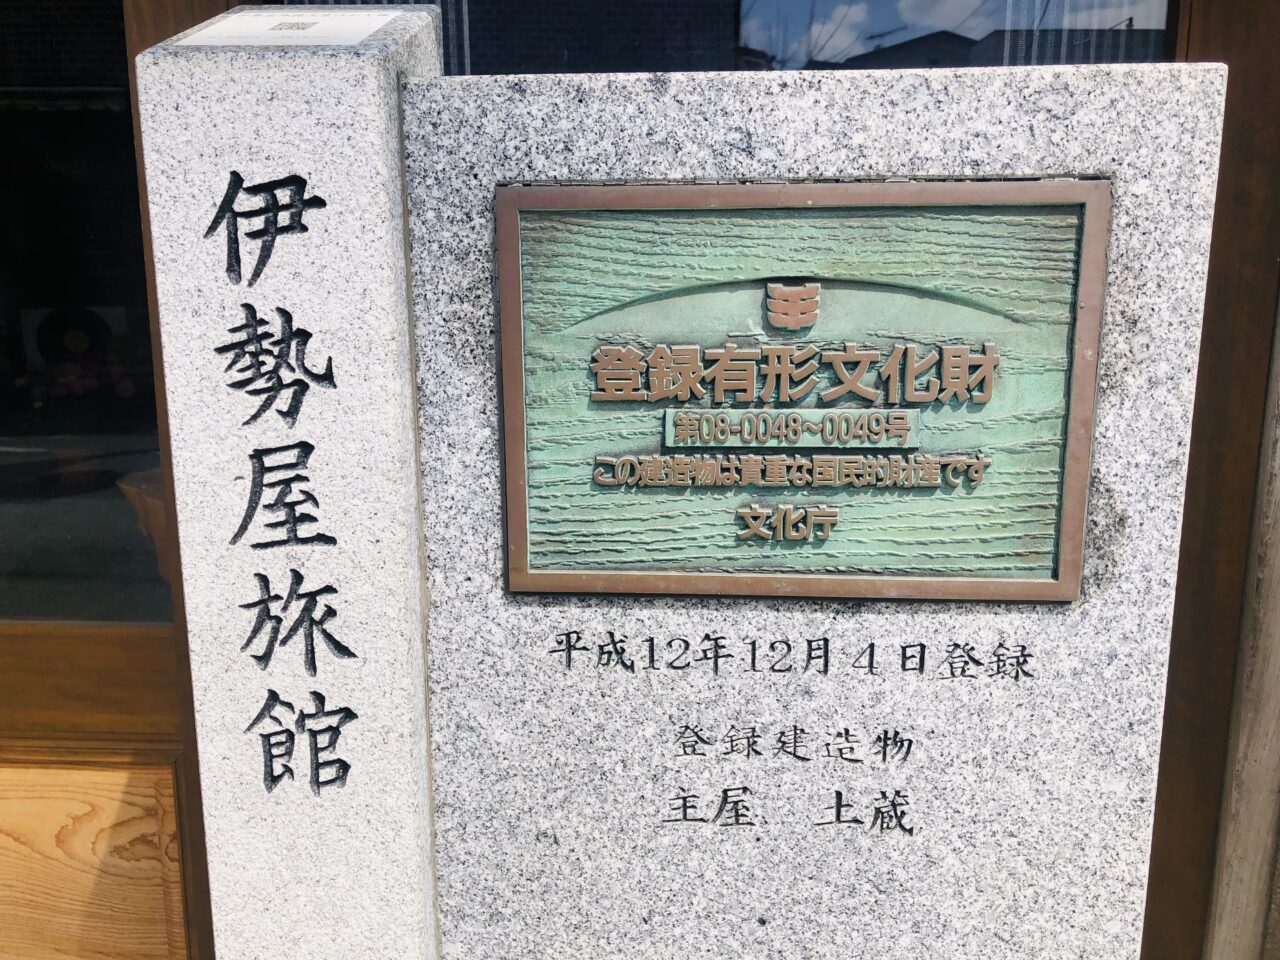 伊勢屋旅館
登録有形文化財
第08-0048~0049号
この建造物は貴重な国民的財産です
文化庁
平成12年12月4日登録
登録建造物
主屋 土蔵